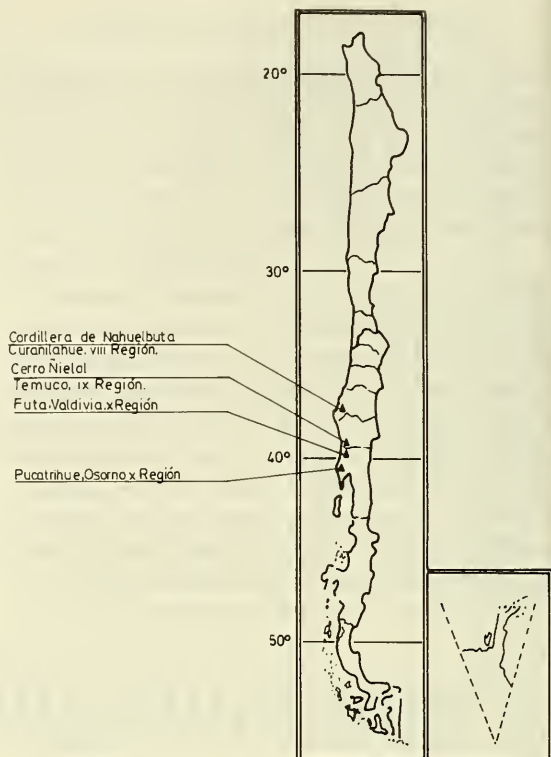 20°
30°
Cordillera de Nahuelbuta
Curanilahue. VIII Región.
Cerro Ñielol
Temuco, IX Región.
Futa.Valdivia.xRegión
40°
Pucatrihue,Osorno x Región
50°